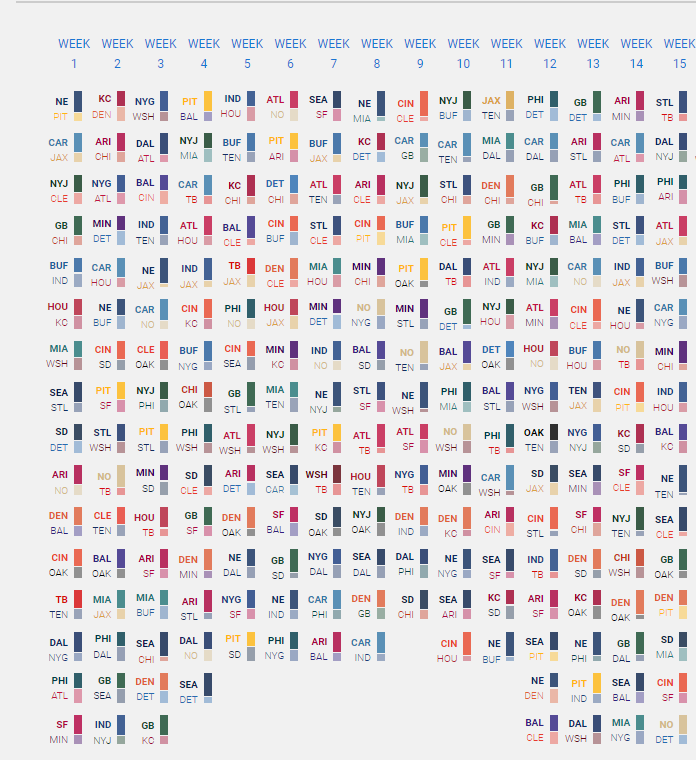 WEEK WEEK WEEK WEEK WEEK WEEK WEEK WEEK WEEK WEEK WEEK WEEK WEEK WEEK WEEK
1 2 3 4 5 6 7 8 9 10 11 12 13 14 15
NE KC NYG PIT IND ATL SEA NE CIN NYJ JAX PHI GB ARI STL
PIT DEN WSH BAL HOU NO SF MIA CLE BUF TEN DET DET MIN TB
CAR ARI DAL NYJ BUF PIT BUF KC CAR CAR MIA CAR ARI CAR DAL
JAX CHI ATL MIA TEN ARI JAX DET GB TEN DAL DAL STL ATL NYJ
NYJ NYG BAL CAR KC DET ATL ARI NYJ STL DEN GB ATL PHI PHI
CLE ATL CIN TB CHI CHI TEN CLE JAX CHI CHI CHI TB BUF ARI
GB MIN IND ATL BAL CIN STL CIN BUF PIT GB KC MIA STL ATL
CHI DET TEN HOU CLE BUF CLE PIT MIA CLE MIN BUF BAL DET JAX
BUF CAR NE IND TB DEN MIA MIN PIT DAL ATL NYJ CAR IND BUF
IND HOU JAX JAX JAX CLE HOU CHI OAK TB IND MIA NO JAX WSH
HOU NE CAR CIN PHI HOU MIN NO MIN GB NYJ ATL CIN NE CAR
KC BUF NO KC NO JAX DET NYG STL DET HOU MIN CLE HOU NYG
MIA CIN CLE BUF CIN MIN IND BAL NO BAL DET HOU BUF NO MIN
WSH SD OAK NYG SEA KC NO SD TEN JAX OAK NO HOU TB CHI
SEA PIT NYJ CHI GB MIA NE STL NE PHI BAL NYG TEN CIN IND
STL SF PHI OAK STL TEN NYJ SF WSH MIA STL WSH JAX PIT HOU
SD STL PIT PHI ATL NYJ PIT ATL ATL NO PHI OAK NYG KC BAL
DET WSH STL WSH WSH WSH KC TB SF WSH TB TEN NYJ SD KC
ARI NO MIN SD ARI SEA WSH HOU NYG MIN CAR SD SEA SF NE
NO TB SD CLE DET CAR TB TEN TB OAK WSH JAX MIN CLE TEN
DEN CLE HOU GB DEN SF SD NYJ DEN DEN ARI CIN SF NYJ SEA
BAL TEN TB SF OAK BAL OAK OAK IND KC CIN STL CHI TEN CLE
CIN BAL ARI DEN NE GB NYG SEA DAL NE SEA IND DEN CHI GB
OAK OAK SF MIN DAL SD DAL DAL PHI NYG SF TB SD WSH OAK
TB MIA MIA ARI NYG NE CAR DEN SD SEA KC ARI KC DEN DEN
TEN JAX BUF STL SF IND PHI GB CHI ARI SD SF OAK OAK PIT
DAL PHI SEA DAL PIT PHI ARI CAR CIN NE SEA NE GB SD
NYG DAL CHI NO SD NYG BAL IND HOU BUF PIT PHI DAL MIA
PHI GB DEN SEA NE PIT SEA CIN
ATL SEA DET DET DEN IND BAL SF
SF IND GB BAL DAL MIA NO
MIN NYJ KC CLE WSH NYG DET